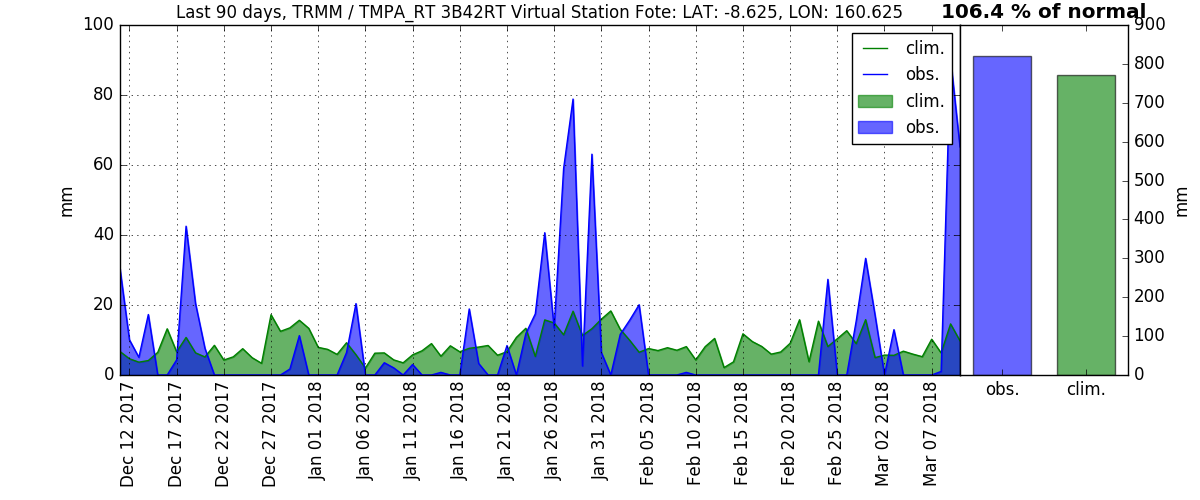 Last 90 days, TRMM / TMPA_RT 3B42RT Virtual Station Fote: LAT: -8.625, LON: 160.625
106.4 % of normal
mm
100
80
60
40
20
0
clim.
obs.
clim.
obs.
900
800
700
600
500
400
300
200
100
0
mm
obs.
clim.
Dec 12 2017
Dec 17 2017
Dec 22 2017
Dec 27 2017
Jan 01 2018
Jan 06 2018
Jan 11 2018
Jan 16 2018
Jan 21 2018
Jan 26 2018
Jan 31 2018
Feb 05 2018
Feb 10 2018
Feb 15 2018
Feb 20 2018
Feb 25 2018
Mar 02 2018
Mar 07 2018